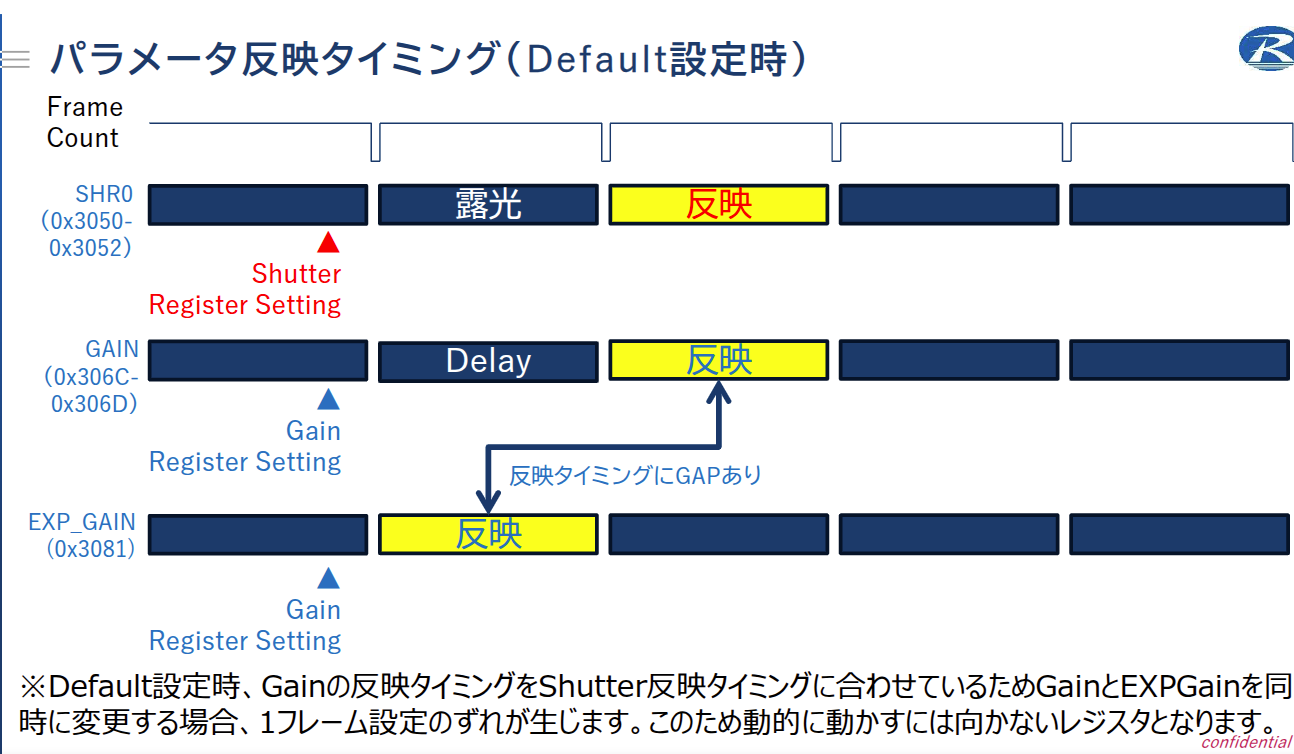 パラメータ反映タイミング(Default設定時)
Frame
Count
SHR0
(0x3050-
0x3052)
露光
反映
Shutter
Register Setting
GAIN
(0x306C-
0x306D)
Delay
反映
Gain
Register Setting
反映タイミングにGAPあり
EXP_GAIN
(0x3081)
反映
Gain
Register Setting
※Default設定時、Gainの反映タイミングをShutter反映タイミングに合わせているためGainとEXPGainを同
時に変更する場合、1フレーム設定のずれが生じます。このため動的に動かすには向かないレジスタとなります。
confidential